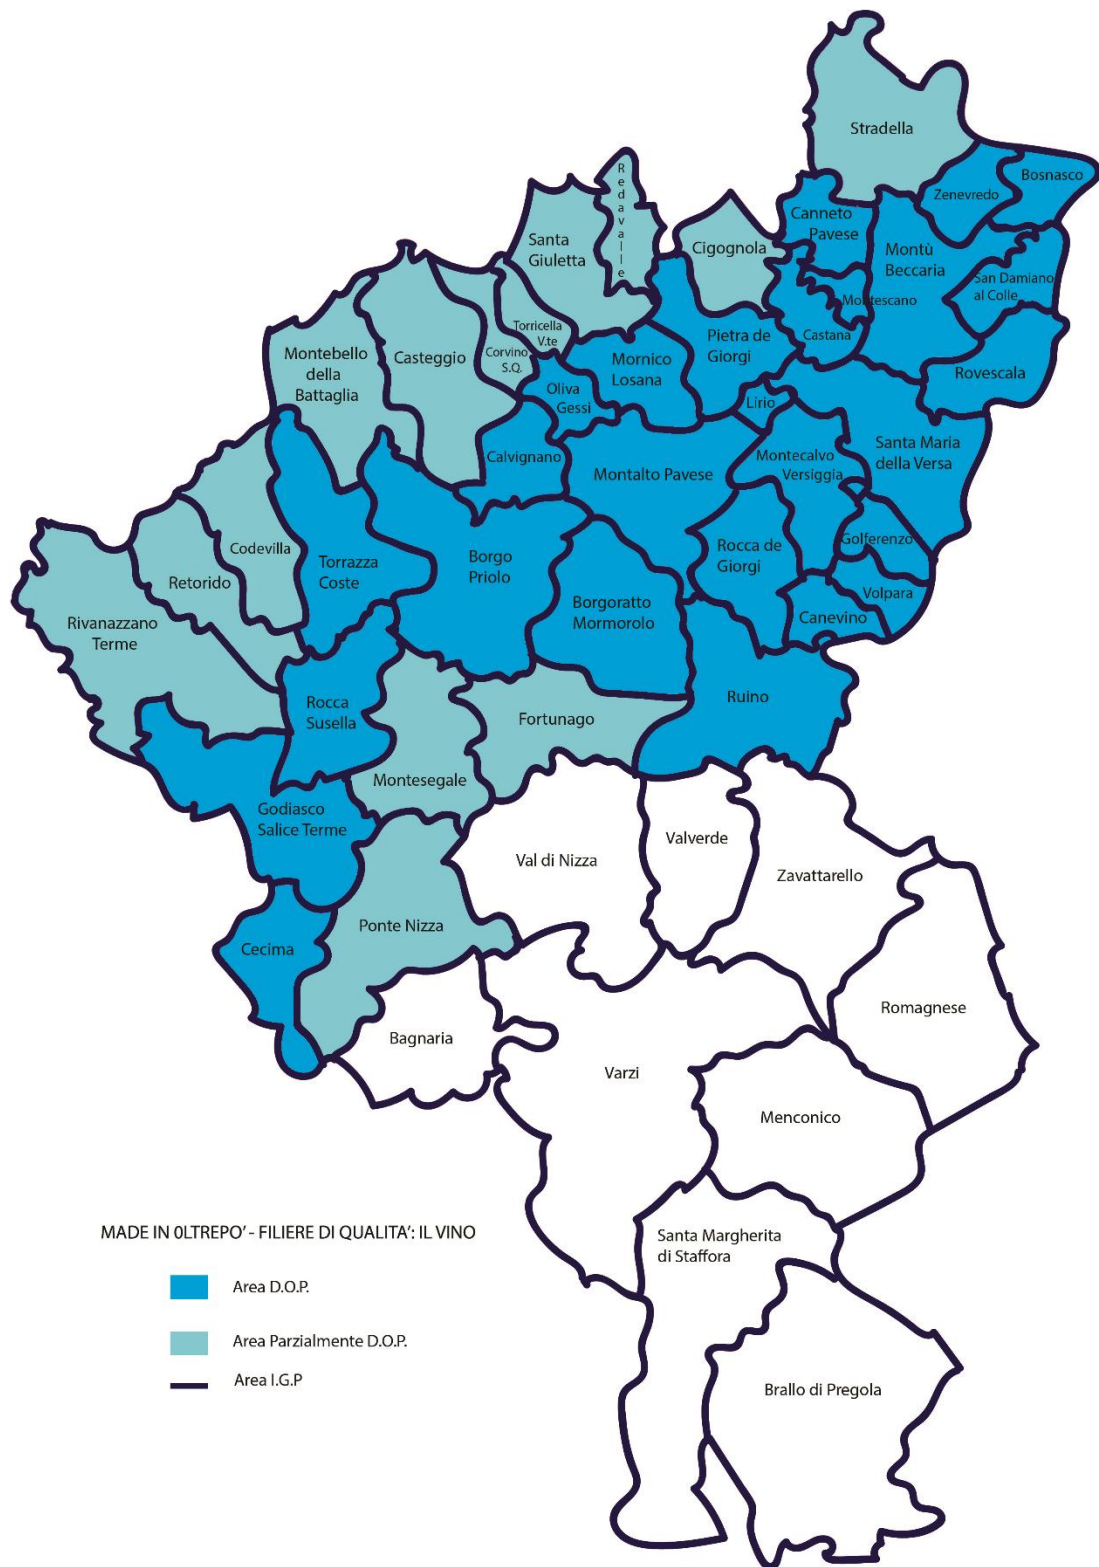 Stradella
Bosnasco
Zenevredo
Redavalle
Canneto
Pavese
Santa
Giuletta
Cigognola
Montù
Beccaria
San Damiano
al Colle
Montescano
Torricella
V.te
Pietra de
Giorgi
Castana
Montebello
della
Battaglia
Casteggio
Corvino
S.Q.
Mornico
Losana
Rovescala
Oliva
Gessi
Lirio
Santa Maria
della Versa
Calvignano
Montecalvo
Versiggia
Montalto Pavese
Golferenzo
Codevilla
Rocca de
Giorgi
Borgo
Priolo
Torrazza
Coste
Retorido
Volpara
Borgoratto
Mormorolo
Canevino
Rivanazzano
Terme
Ruino
Rocca
Susella
Fortunago
Montesegale
Godiasco
Salice Terme
Valverde
Val di Nizza
Zavattarello
Ponte Nizza
Cecima
Romagnese
Bagnaria
Varzi
Menconico
MADE IN 0LTREPO' - FILIERE DI QUALITA': IL VINO
Santa Margherita
di Staffora
Area D.O.P.
Area Parzialmente D.O.P.
Area I.G.P
Brallo di Pregola